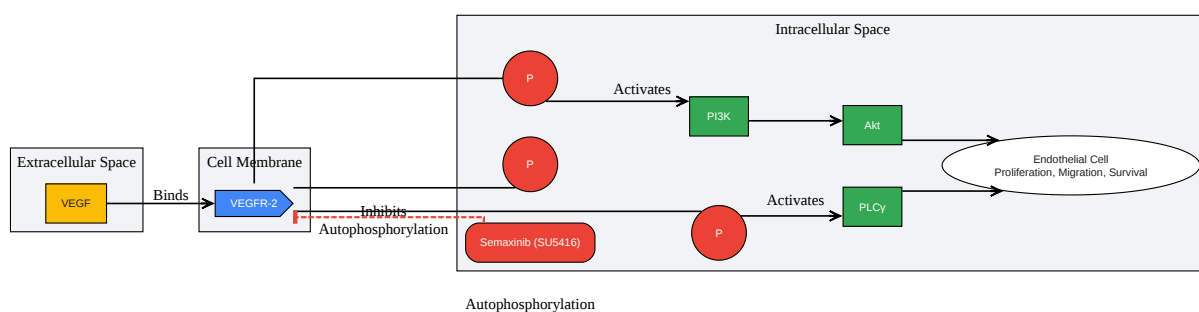 Intracellular Space
P
Activates
PI3K
Akt
Extracellular Space
Cell Membrane
P
Endothelial Cell
Proliferation, Migration, Survival
VEGF
Binds
VEGFR-2
Inhibits
Autophosphorylation
Activates
PLCγ
P
Semaxinib (SU5416)
Autophosphorylation